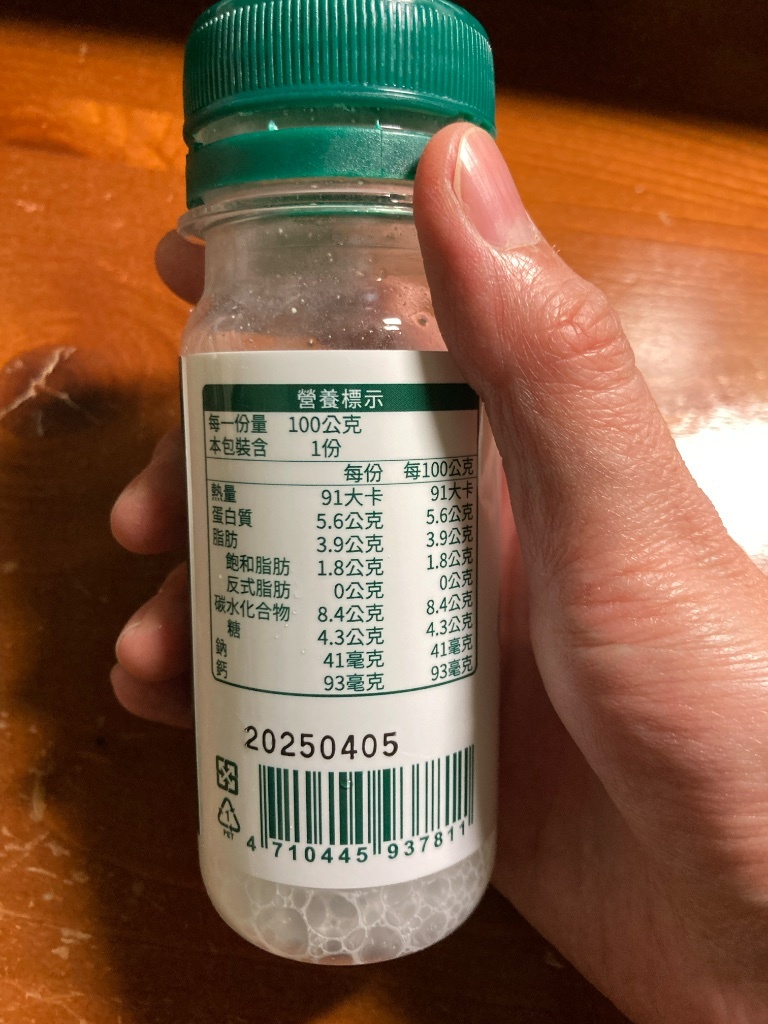 營養標示
每一份量 100公克
本包裝含 1份
每份 每100公克
熱量 91大卡 91大卡
蛋白質 5.6公克 5.6公克
脂肪 3.9公克 3.9公克
飽和脂肪 1.8公克 1.8公克
反式脂肪 0公克 0公克
碳水化合物 8.4公克 8.4公克
糖 4.3公克 4.3公克
鈉 41毫克 41毫克
鈣 93毫克 93毫克
20250405
1
PET
4 710445 937811